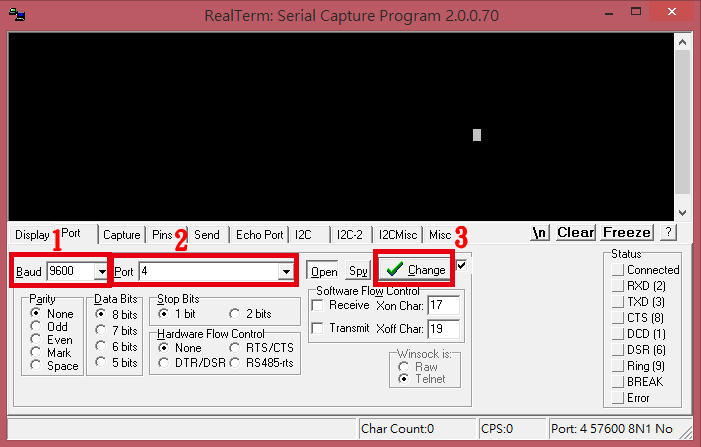 RealTerm: Serial Capture Program 2.0.0.70
Display Port Capture Pins Send Echo Port I2C I2C-2 I2CMisc Misc \n Clear Freeze ?
1 2 3
Baud 9600 Port 4 Open Spy Change
Parity
None
Odd
Even
Mark
Space
Data Bits
8 bits
7 bits
6 bits
5 bits
Stop Bits
1 bit 2 bits
Hardware Flow Control
None RTS/CTS
DTR/DSR RS485-rts
Software Flow Control
Receive Xon Char: 17
Transmit Xoff Char: 19
Winsock is:
Raw
Telnet
Status
Connected
RXD (2)
TXD (3)
CTS (8)
DCD (1)
DSR (6)
Ring (9)
BREAK
Error
Char Count:0 CPS:0 Port: 4 57600 8N1 No